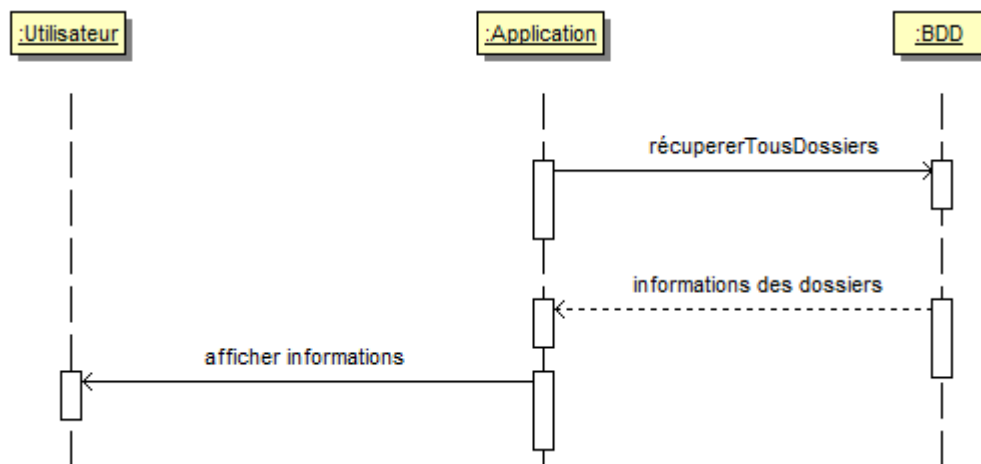 :Utilisateur
:Application
:BDD
récupererTousDossiers
informations des dossiers
afficher informations